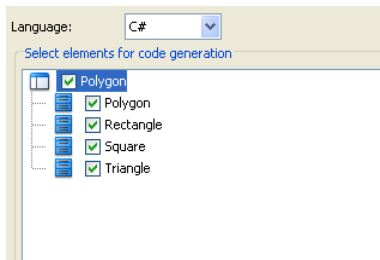 Language: C#
Select elements for code generation
Polygon
Polygon
Rectangle
Square
Triangle